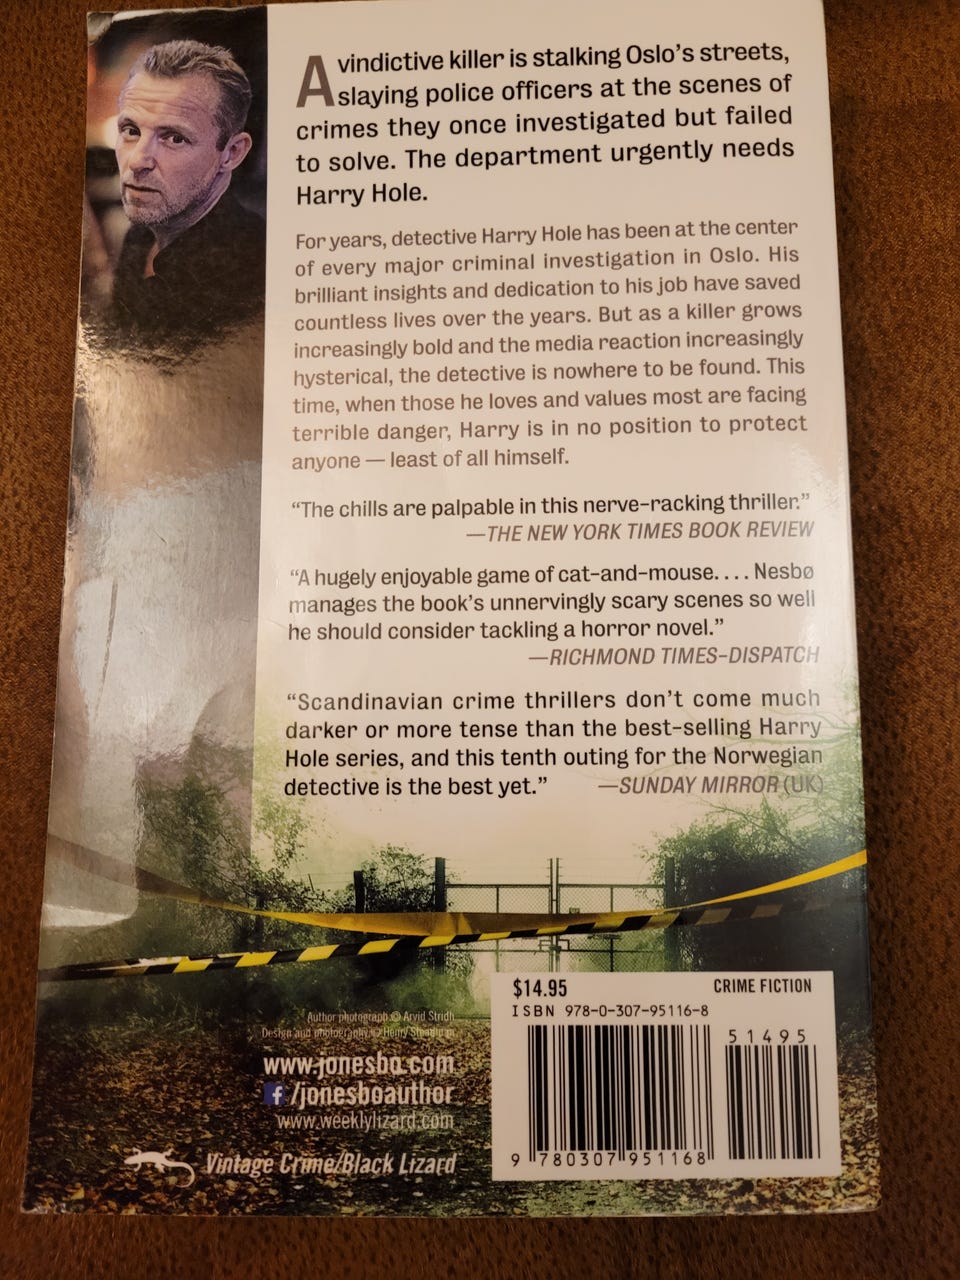 A vindictive killer is stalking Oslo's streets,
slaying police officers at the scenes of
crimes they once investigated but failed
to solve. The department urgently needs
Harry Hole.
For years, detective Harry Hole has been at the center
of every major criminal investigation in Oslo. His
brilliant insights and dedication to his job have saved
countless lives over the years. But as a killer grows
increasingly bold and the media reaction increasingly
hysterical, the detective is nowhere to be found. This
time, when those he loves and values most are facing
terrible danger, Harry is in no position to protect
anyone — least of all himself.
“The chills are palpable in this nerve-racking thriller.”
—THE NEW YORK TIMES BOOK REVIEW
“A hugely enjoyable game of cat-and-mouse. . . . Nesbø
manages the book's unnervingly scary scenes so well
he should consider tackling a horror novel.”
—RICHMOND TIMES-DISPATCH
“Scandinavian crime thrillers don't come much
darker or more tense than the best-selling Harry
Hole series, and this tenth outing for the Norwegian
detective is the best yet.” —SUNDAY MIRROR (UK)
$14.95 CRIME FICTION
ISBN 978-0-307-95116-8
51495
9 780307 951168
Author photograph © Arvid Stridh
Design and photography © Henry
www.jonesbo.com
f/jonesboauthor
www.weeklylizard.com
Vintage Crime/Black Lizard